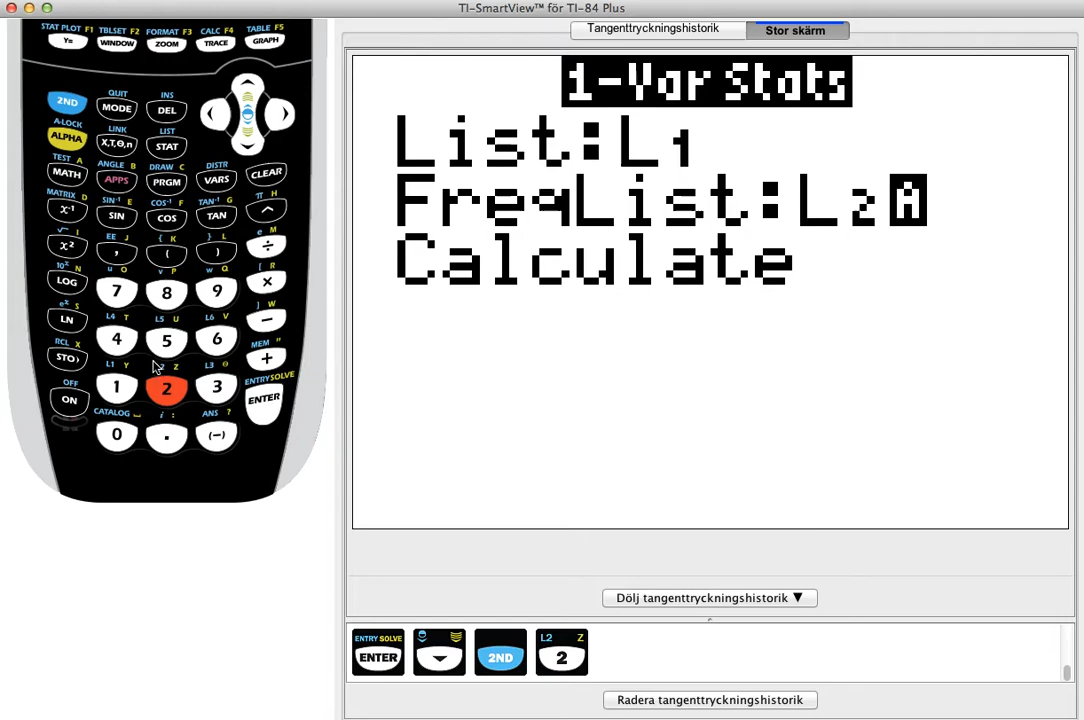 TI-SmartView™ för TI-84 Plus
STAT PLOT F1 TBLSET F2 FORMAT F3 CALC F4 TABLE F5
Y= WINDOW ZOOM TRACE GRAPH
QUIT INS
2ND MODE DEL
A-LOCK LINK LIST
ALPHA X,T,Θ,n STAT
TEST A ANGLE B DRAW C DISTR
MATH APPS PRGM VARS CLEAR
MATRIX D SIN⁻¹ E COS⁻¹ F TAN⁻¹ G π H
x⁻¹ SIN COS TAN ^
√ I EE J { K } L e M
x² , ( ) ÷
10ˣ N u O v P w Q [ R
LOG 7 8 9 ×
eˣ S L4 T L5 U L6 V ] W
LN 4 5 6 −
RCL X L1 Y Z L3 Θ MEM "
STO› 1 2 3 +
OFF CATALOG i : ANS ? ENTRY SOLVE
ON 0 . (−) ENTER
Tangenttryckningshistorik Stor skärm
1-Var Stats
List:L1
FreqList:L2A
Calculate
Dölj tangenttryckningshistorik ▼
ENTRY SOLVE L2 Z
ENTER 2ND 2
Radera tangenttryckningshistorik